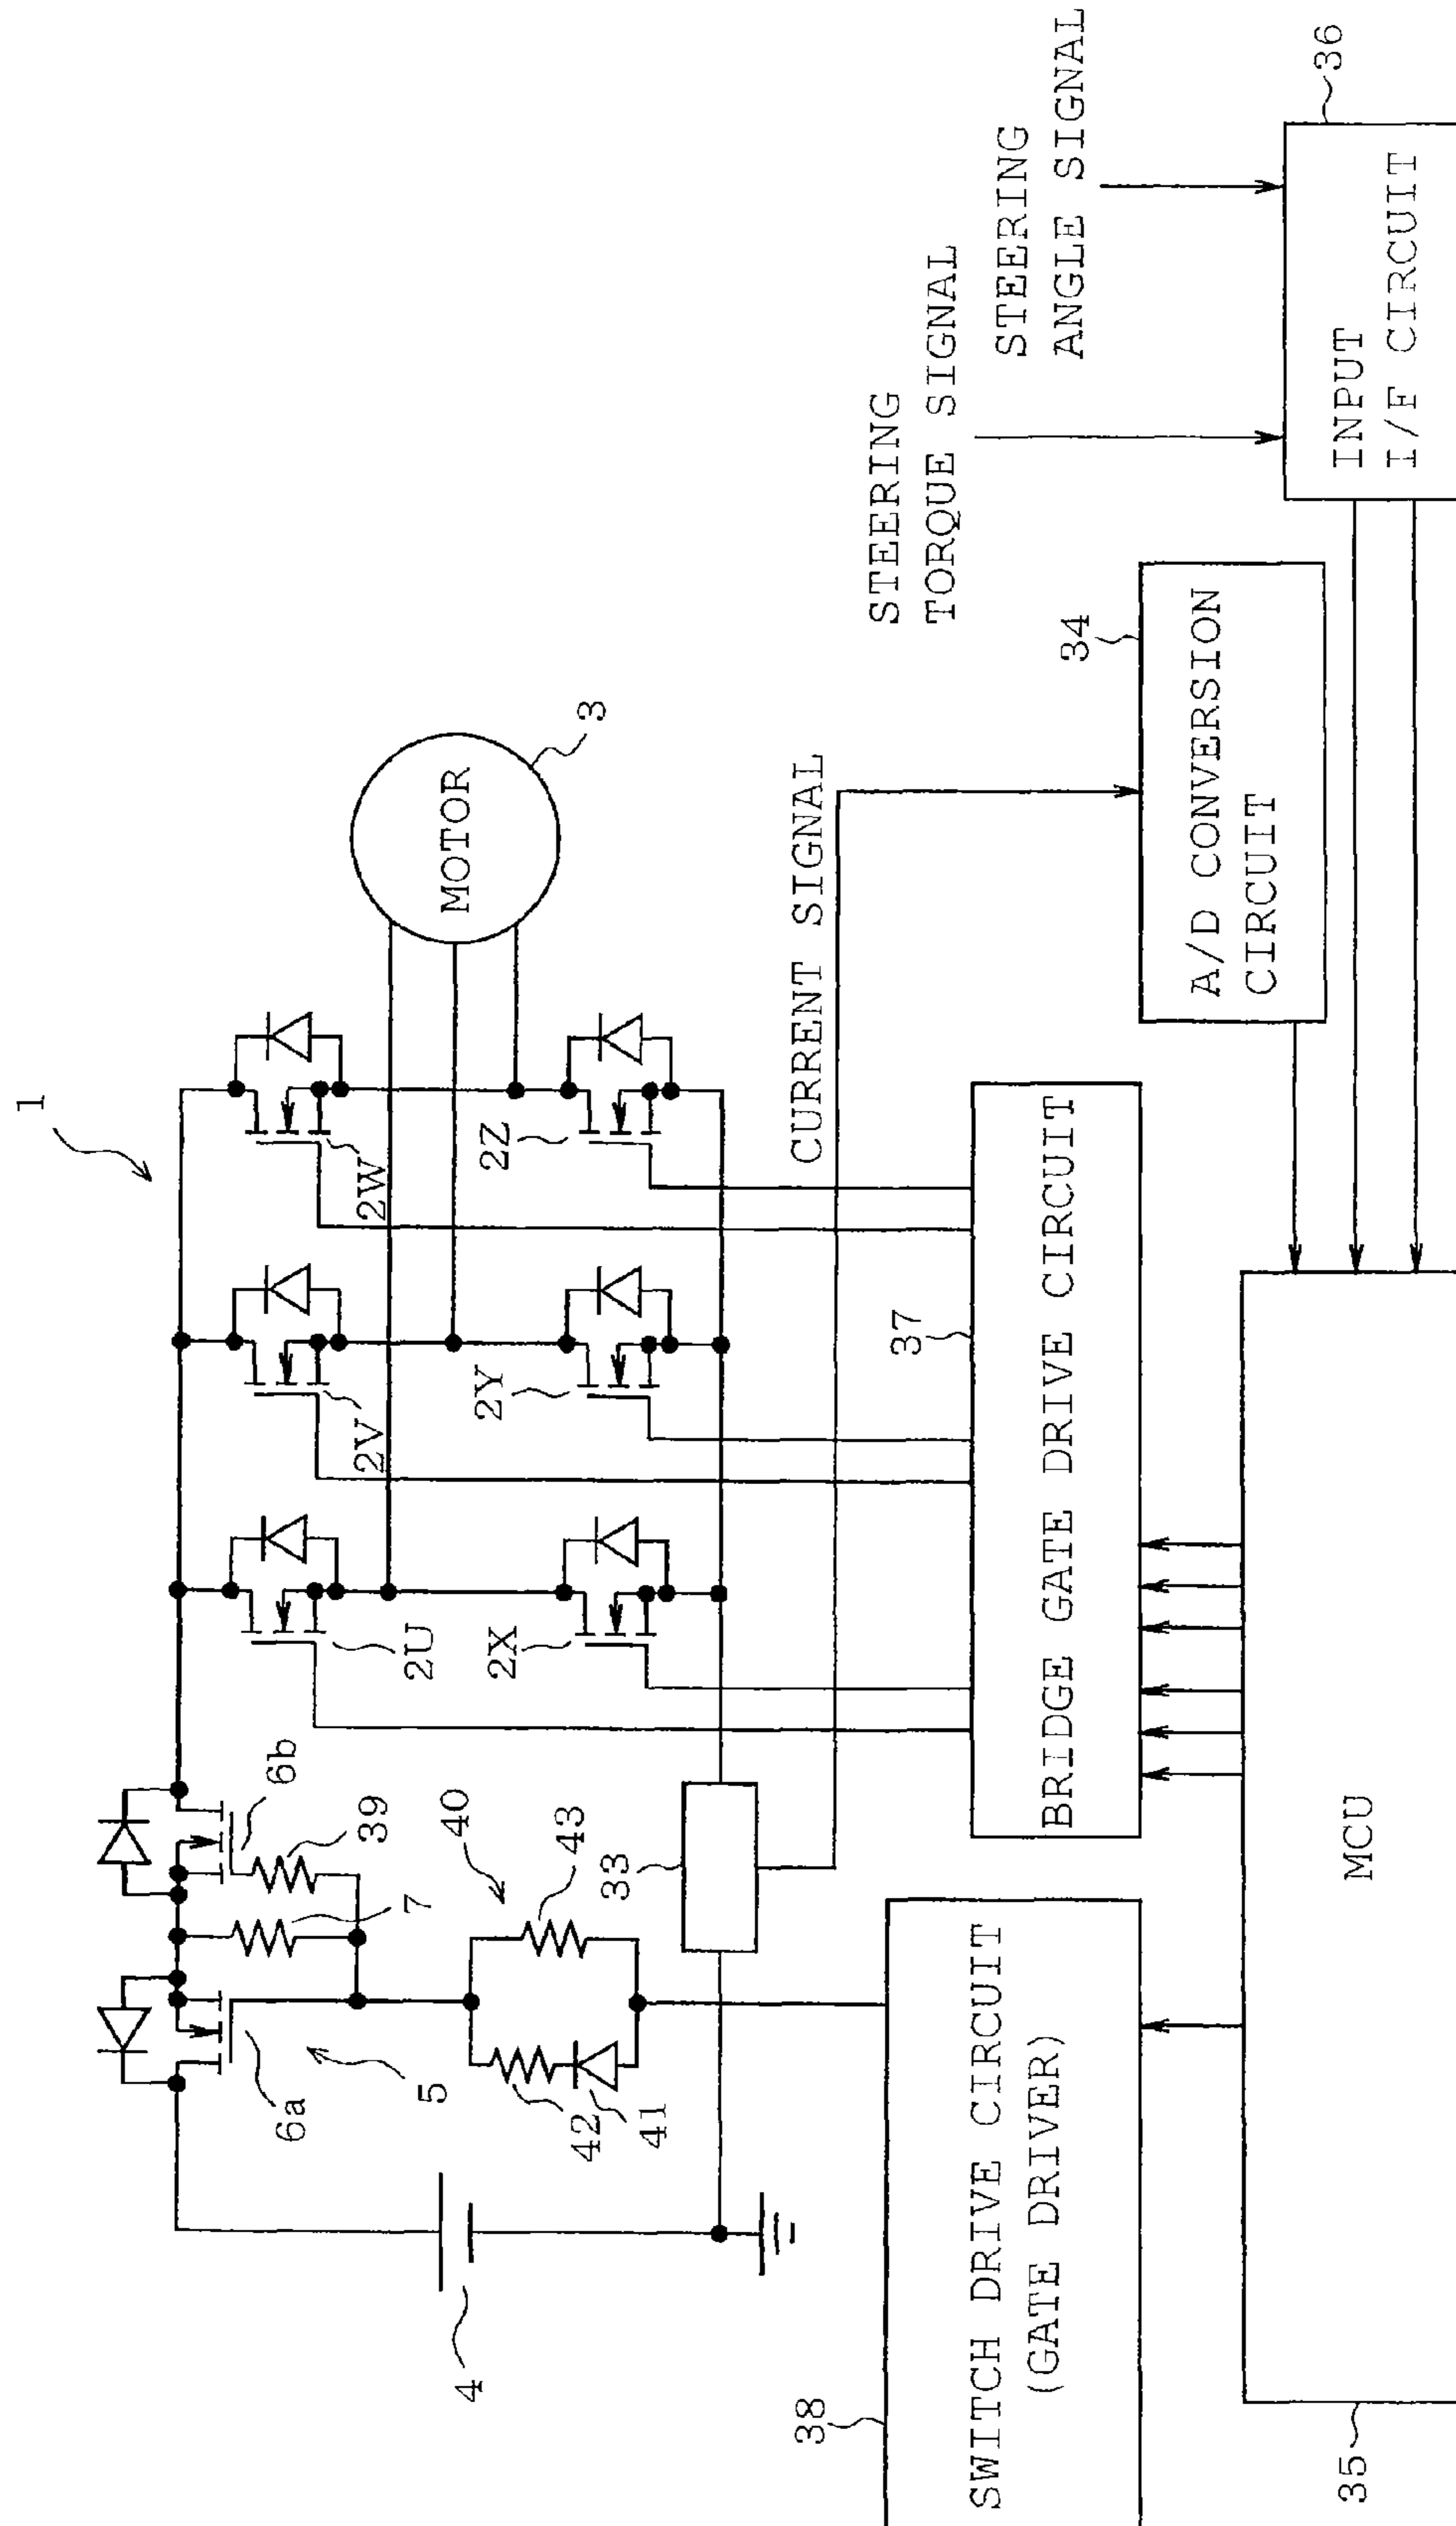 1
6a
5
6b
39
7
40
43
42
41
4
33
2U
2X
2V
2Y
2W
2Z
MOTOR
3
CURRENT SIGNAL
STEERING
TORQUE SIGNAL
STEERING
ANGLE SIGNAL
38
SWITCH DRIVE CIRCUIT
(GATE DRIVER)
37
BRIDGE GATE DRIVE CIRCUIT
34
A/D CONVERSION
CIRCUIT
36
INPUT
I/F CIRCUIT
35
MCU